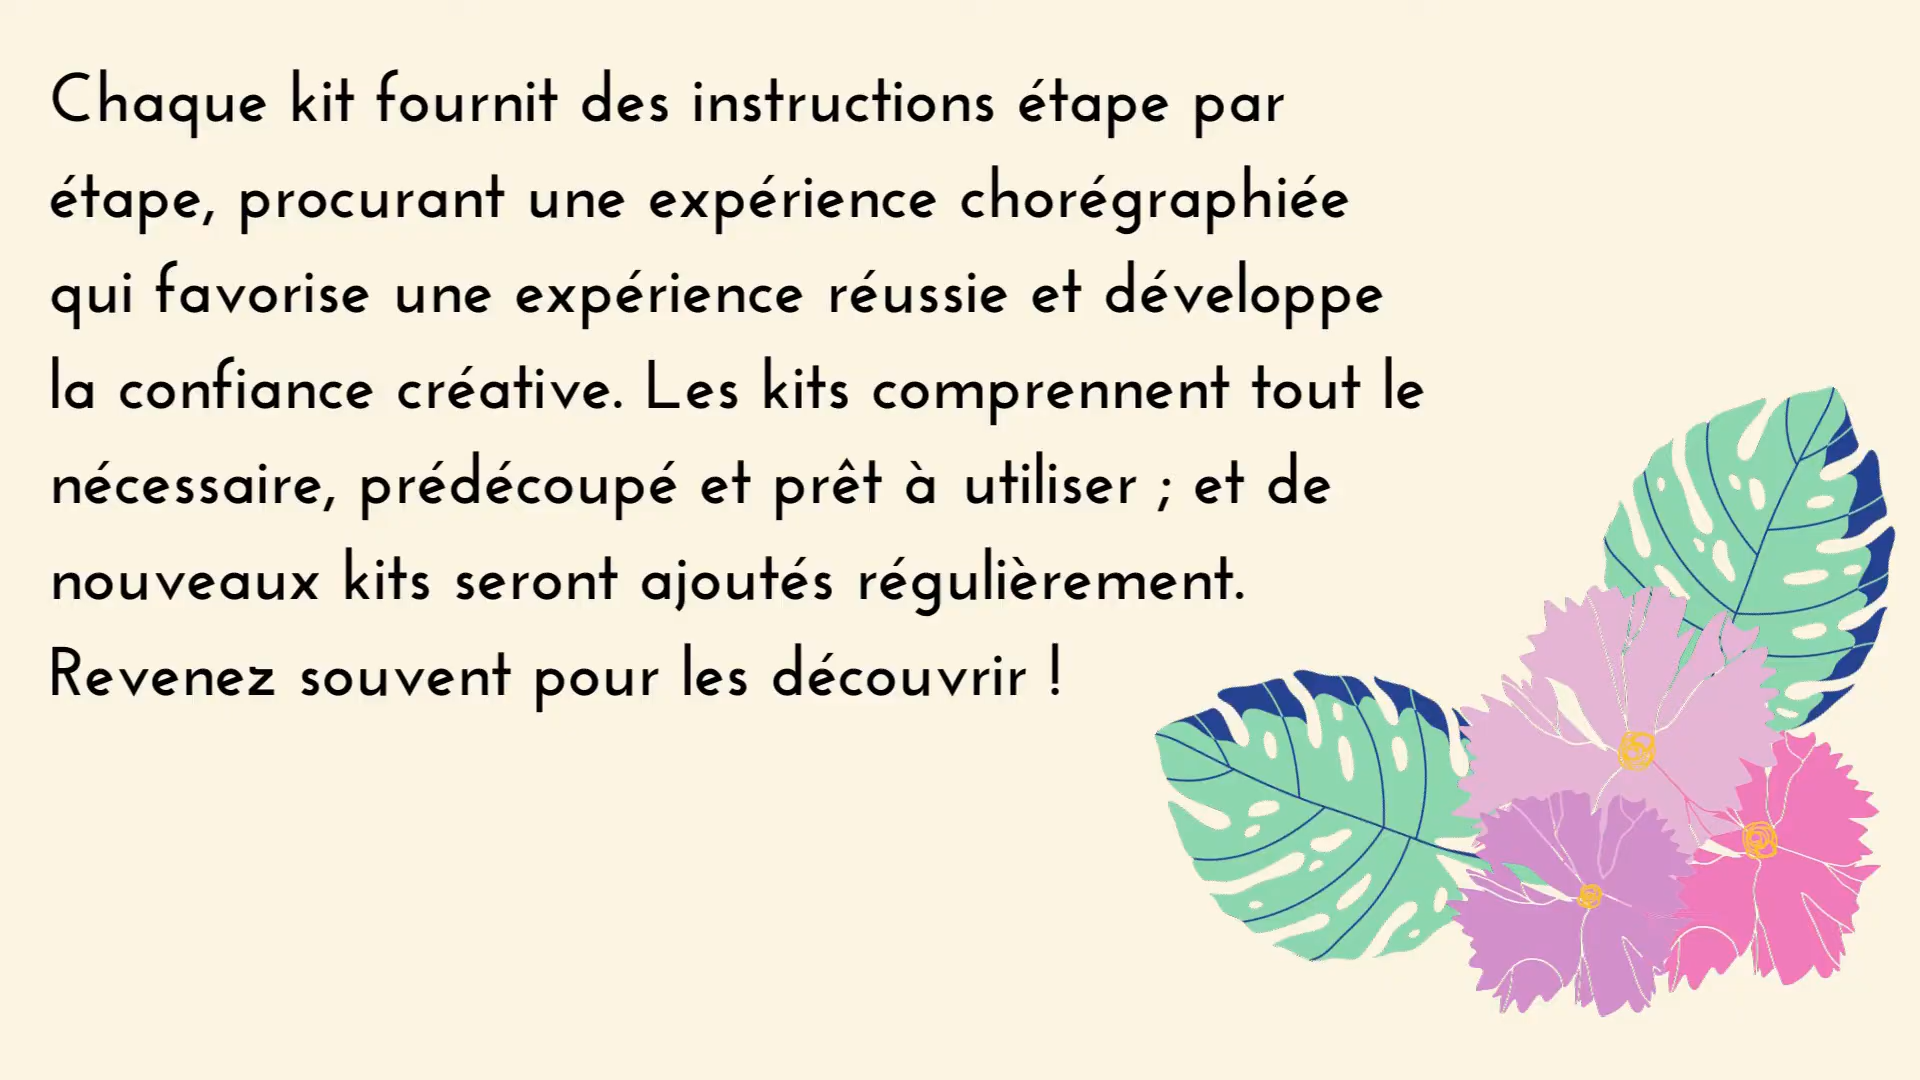 Chaque kit fournit des instructions étape par
étape, procurant une expérience chorégraphiée
qui favorise une expérience réussie et développe
la confiance créative. Les kits comprennent tout le
nécessaire, prédécoupé et prêt à utiliser ; et de
nouveaux kits seront ajoutés régulièrement.
Revenez souvent pour les découvrir !